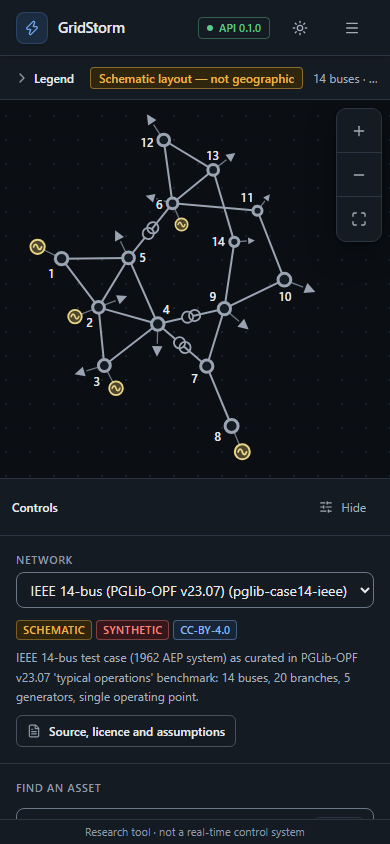 GridStorm
API 0.1.0
Legend
Schematic layout — not geographic
14 buses · ...
12
13
6
11
14
5
1
10
9
4
2
3
7
8
Controls
Hide
NETWORK
IEEE 14-bus (PGLib-OPF v23.07) (pglib-case14-ieee)
SCHEMATIC
SYNTHETIC
CC-BY-4.0
IEEE 14-bus test case (1962 AEP system) as curated in PGLib-OPF
v23.07 'typical operations' benchmark: 14 buses, 20 branches, 5
generators, single operating point.
Source, licence and assumptions
FIND AN ASSET
Research tool · not a real-time control system